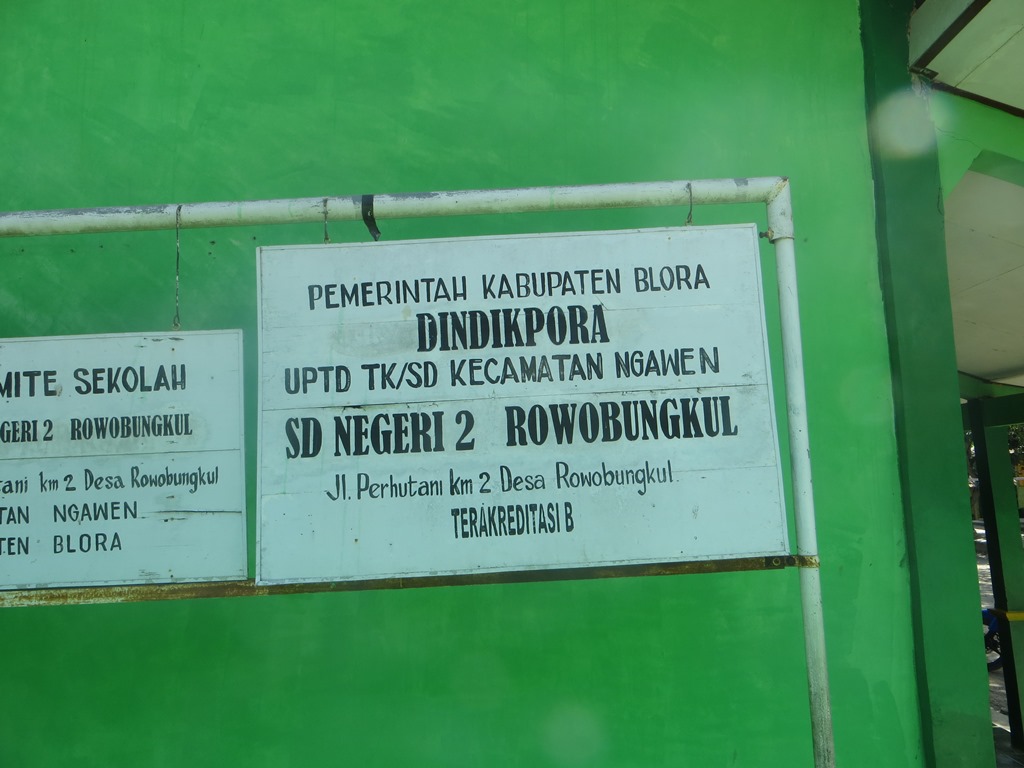 MITE SEKOLAH
GERI 2 ROWOBUNGKUL
tani km 2 Desa Rowobungkul
TAN NGAWEN
TEN BLORA
PEMERINTAH KABUPATEN BLORA
DINDIKPORA
UPTD TK/SD KECAMATAN NGAWEN
SD NEGERI 2 ROWOBUNGKUL
Jl. Perhutani km 2 Desa Rowobungkul
TERAKREDITASI B